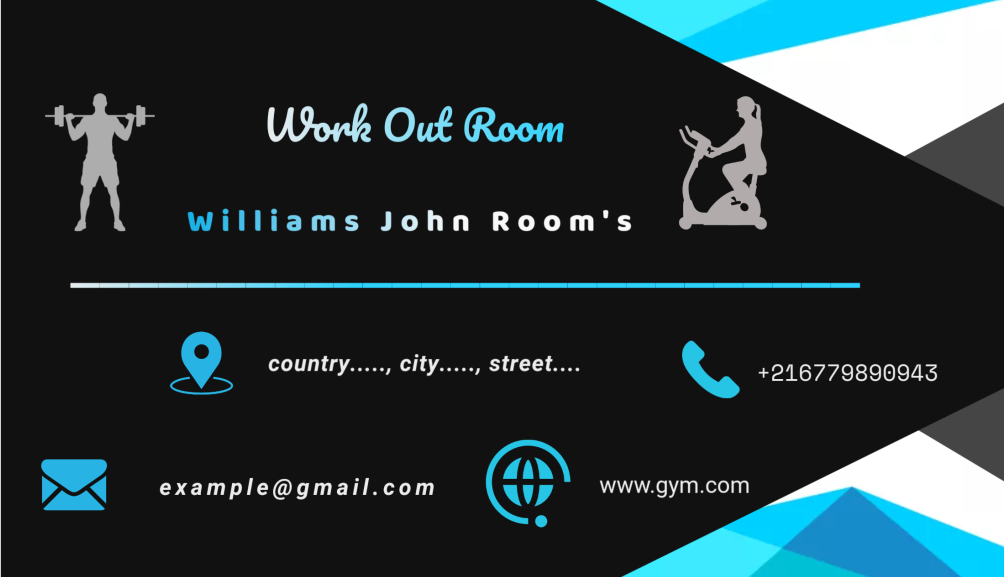 Work Out Room
Williams John Room's
country....., city....., street....
+216779890943
example@gmail.com
www.gym.com